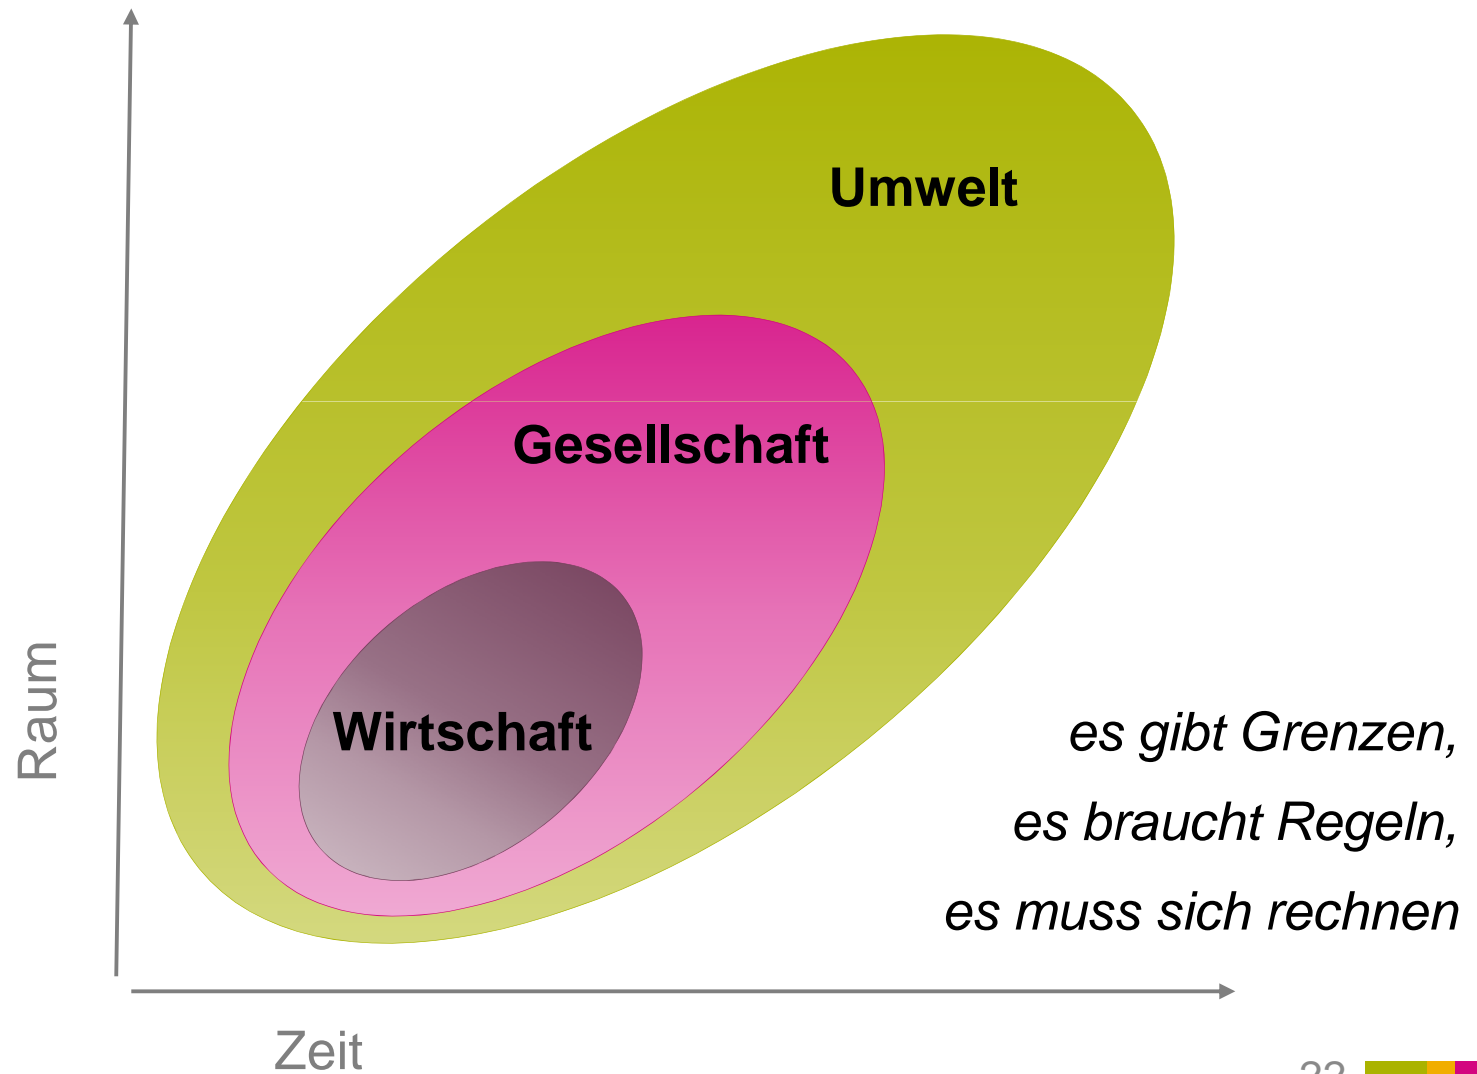 Umwelt
Gesellschaft
Wirtschaft
Raum
es gibt Grenzen,
es braucht Regeln,
es muss sich rechnen
Zeit